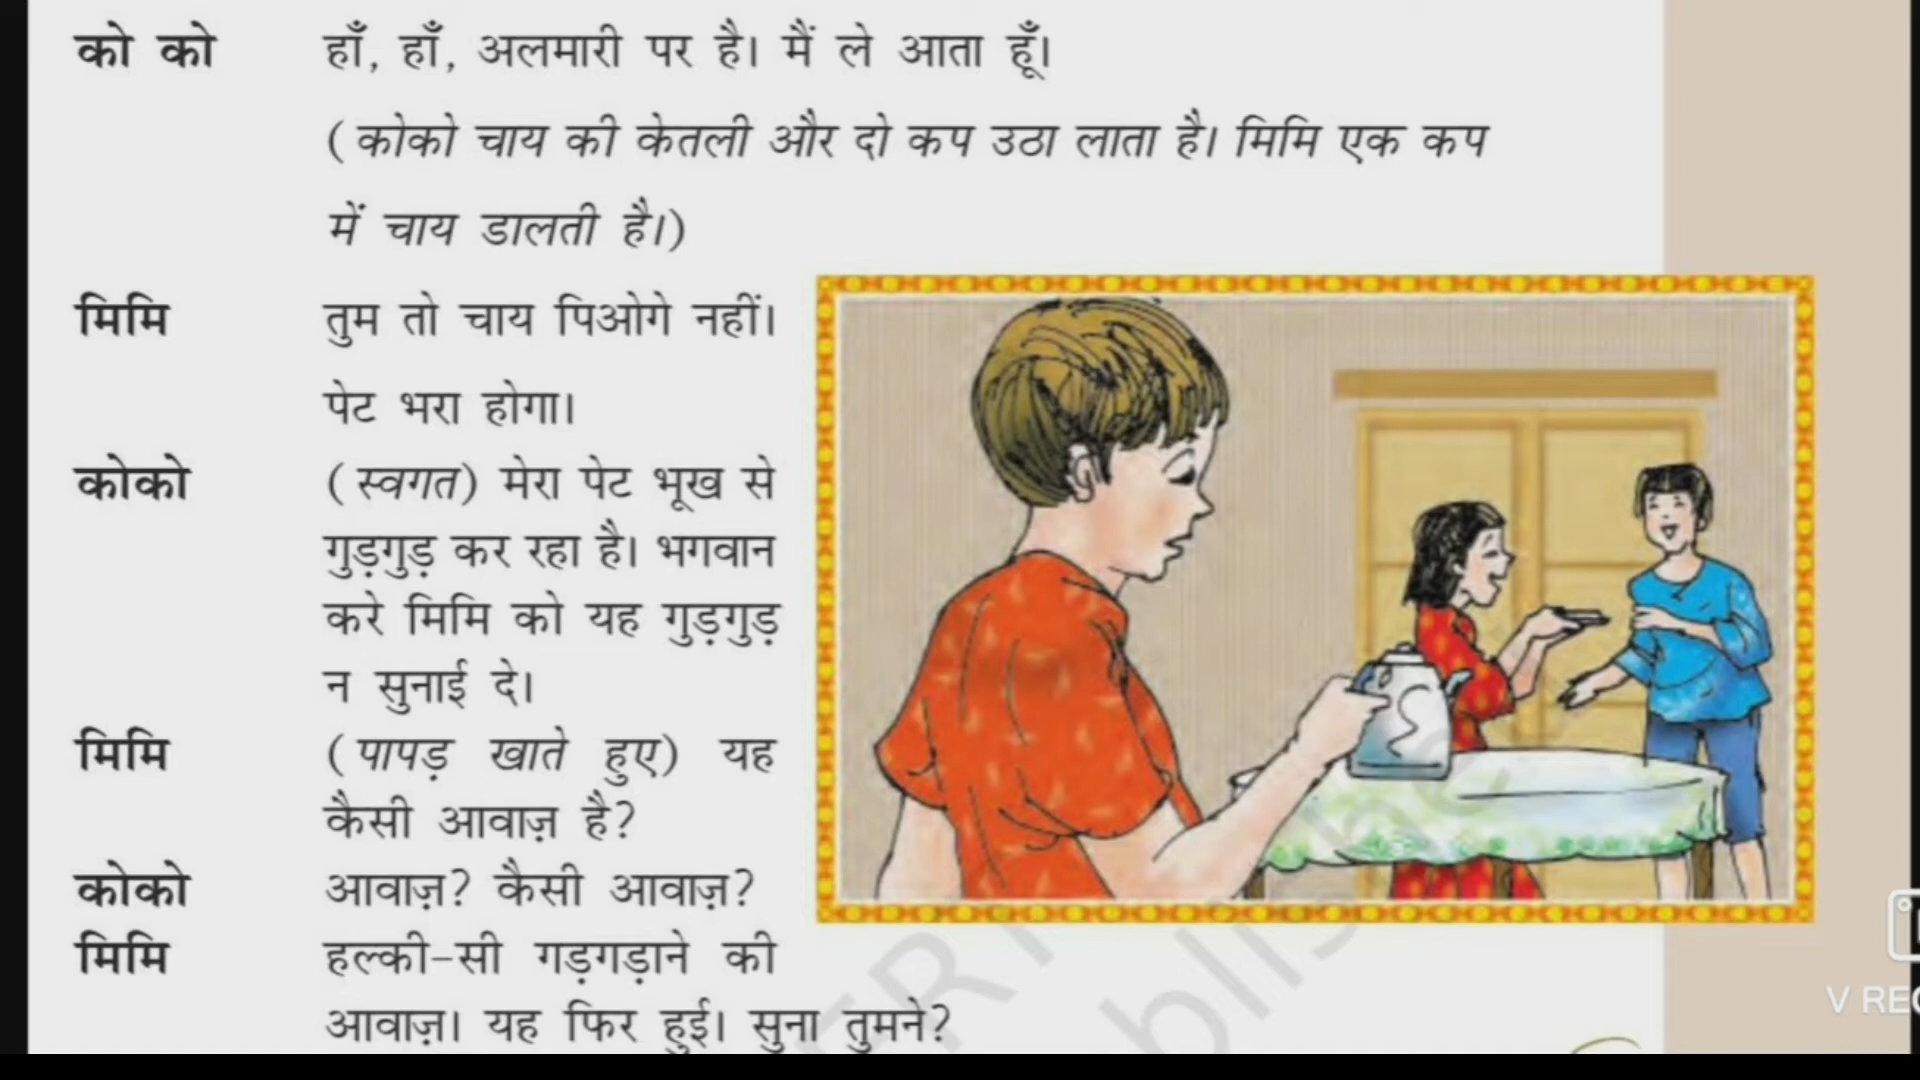 को को हाँ, हाँ, अलमारी पर है। मैं ले आता हूँ।
(कोको चाय की केतली और दो कप उठा लाता है। मिमि एक कप
में चाय डालती है।)
मिमि तुम तो चाय पिओगे नहीं।
पेट भरा होगा।
कोको (स्वगत) मेरा पेट भूख से
गुड़गुड़ कर रहा है। भगवान
करे मिमि को यह गुड़गुड़
न सुनाई दे।
मिमि (पापड़ खाते हुए) यह
कैसी आवाज़ है?
कोको आवाज़? कैसी आवाज़?
मिमि हल्की-सी गड़गड़ाने की
आवाज़। यह फिर हुई। सुना तुमने?